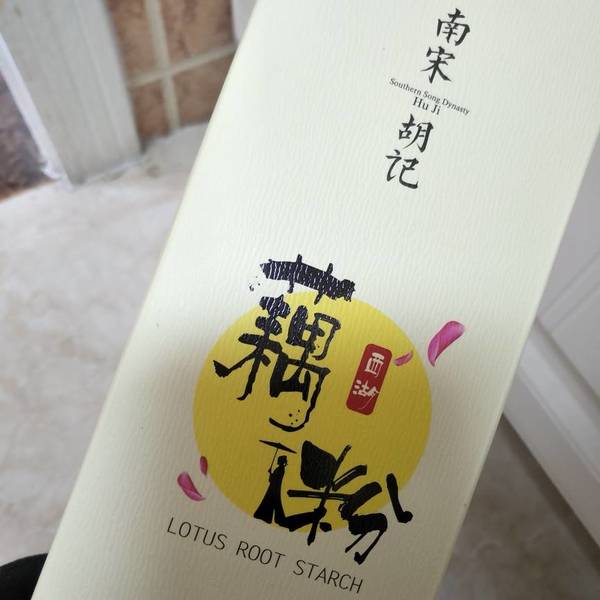 南宋
Southern Song Dynasty
Hu Ji
胡记
藕粉
西湖
LOTUS ROOT STARCH